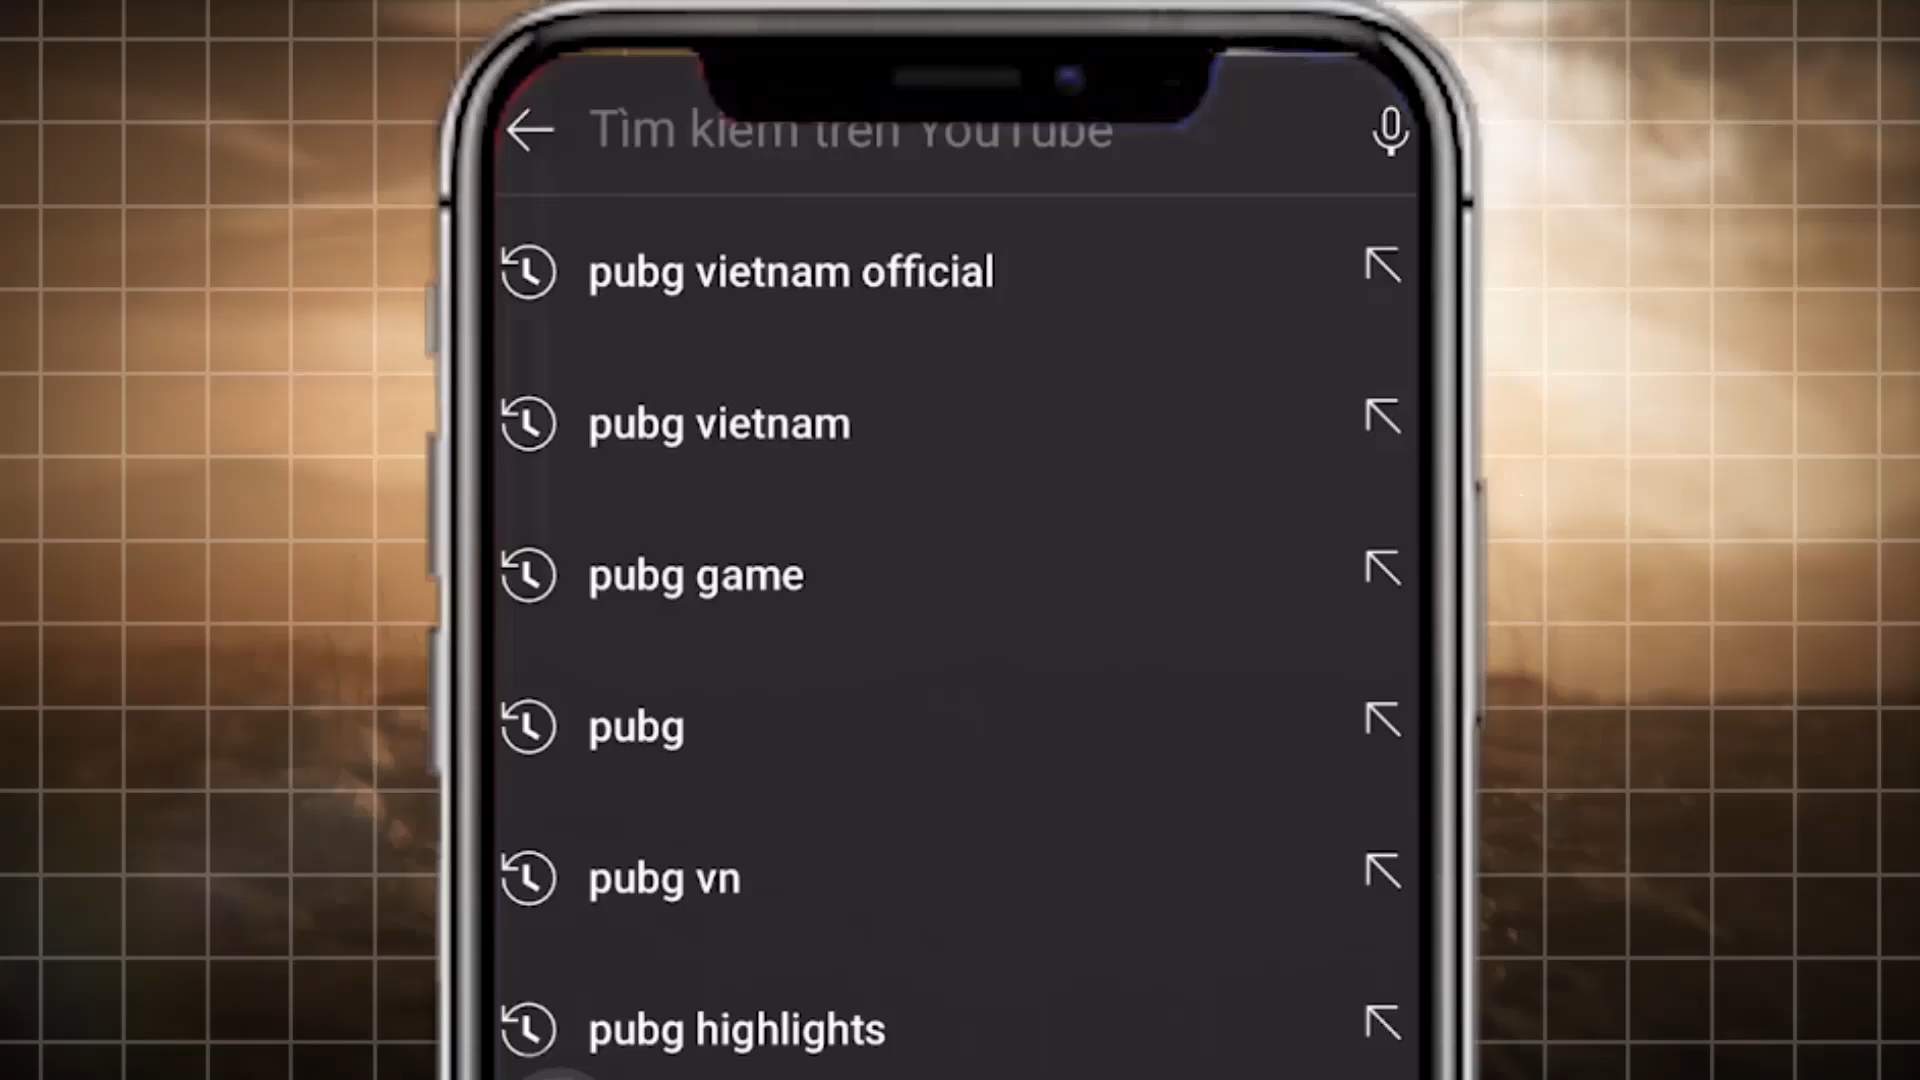 Tìm kiếm trên YouTube
pubg vietnam official
pubg vietnam
pubg game
pubg
pubg vn
pubg highlights